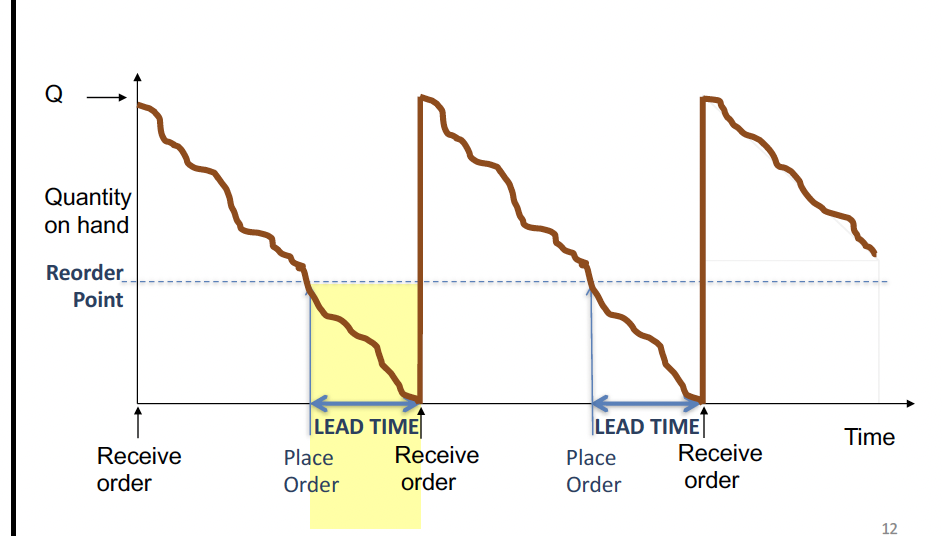 Q
Quantity
on hand
Reorder
Point
LEAD TIME
LEAD TIME
Receive
order
Place
Order
Receive
order
Place
Order
Receive
order
Time
12